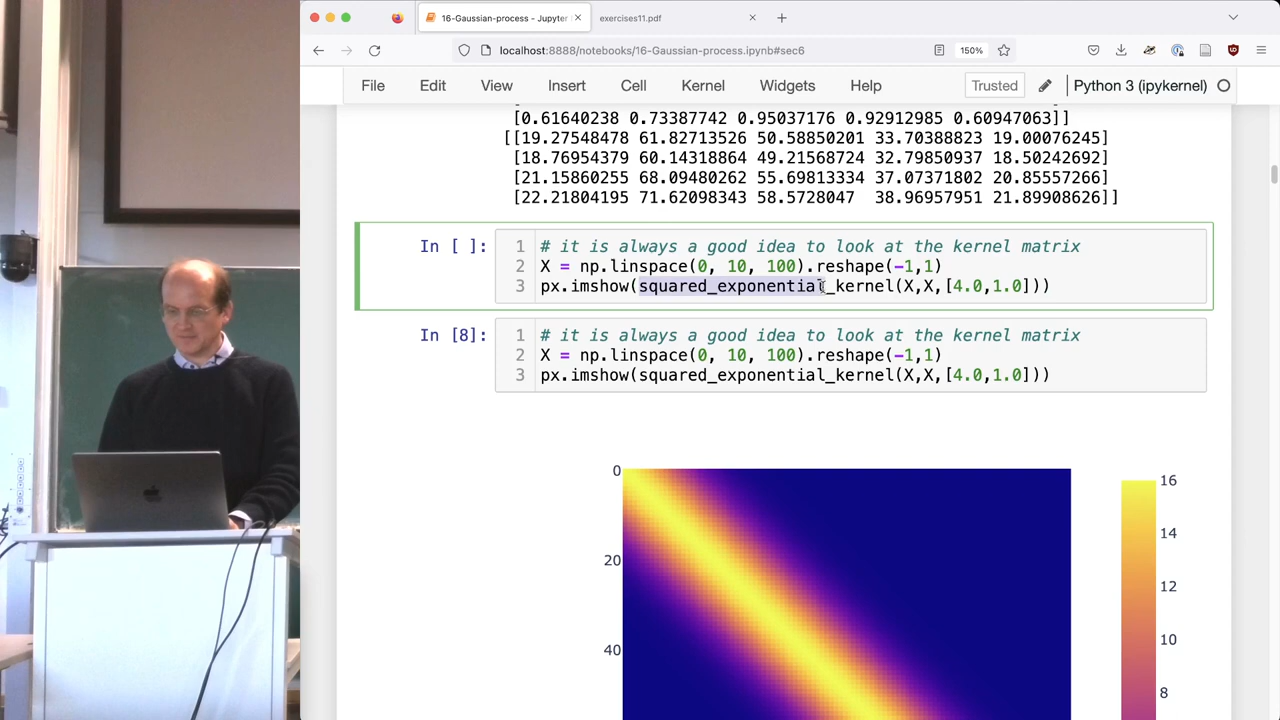 16-Gaussian-process - Jupyter
exercises11.pdf
localhost:8888/notebooks/16-Gaussian-process.ipynb#sec6
150%
File Edit View Insert Cell Kernel Widgets Help
Trusted
Python 3 (ipykernel)
[0.61640238 0.73387742 0.95037176 0.92912985 0.60947063]]
[[19.27548478 61.82713526 50.58850201 33.70388823 19.00076245]
[18.76954379 60.14318864 49.21568724 32.79850937 18.50242692]
[21.15860255 68.09480262 55.69813334 37.07371802 20.85557266]
[22.21804195 71.62098343 58.5728047 38.96957951 21.89908626]]
In [ ]:
1 # it is always a good idea to look at the kernel matrix
2 X = np.linspace(0, 10, 100).reshape(-1,1)
3 px.imshow(squared_exponential_kernel(X,X,[4.0,1.0]))
In [8]:
1 # it is always a good idea to look at the kernel matrix
2 X = np.linspace(0, 10, 100).reshape(-1,1)
3 px.imshow(squared_exponential_kernel(X,X,[4.0,1.0]))
0
20
40
16
14
12
10
8